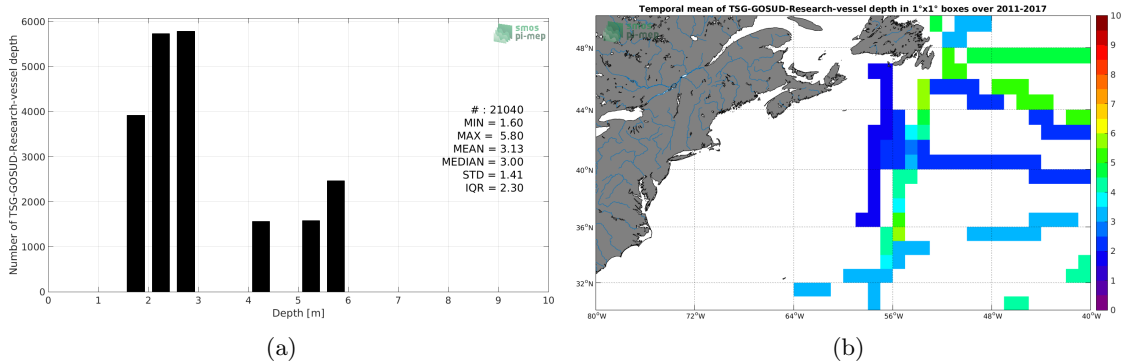 smos
pi-mep
Number of TSG-GOSUD-Research-vessel depth
6000
5000
4000
3000
2000
1000
0
# : 21040
MIN = 1.60
MAX = 5.80
MEAN = 3.13
MEDIAN = 3.00
STD = 1.41
IQR = 2.30
0 1 2 3 4 5 6 7 8 9 10
Depth [m]
(a)
Temporal mean of TSG-GOSUD-Research-vessel depth in 1°x1° boxes over 2011-2017
smos
pi-mep
48°N
44°N
40°N
36°N
32°N
80°W 72°W 64°W 56°W 48°W 40°W
10
9
8
7
6
5
4
3
2
1
0
(b)